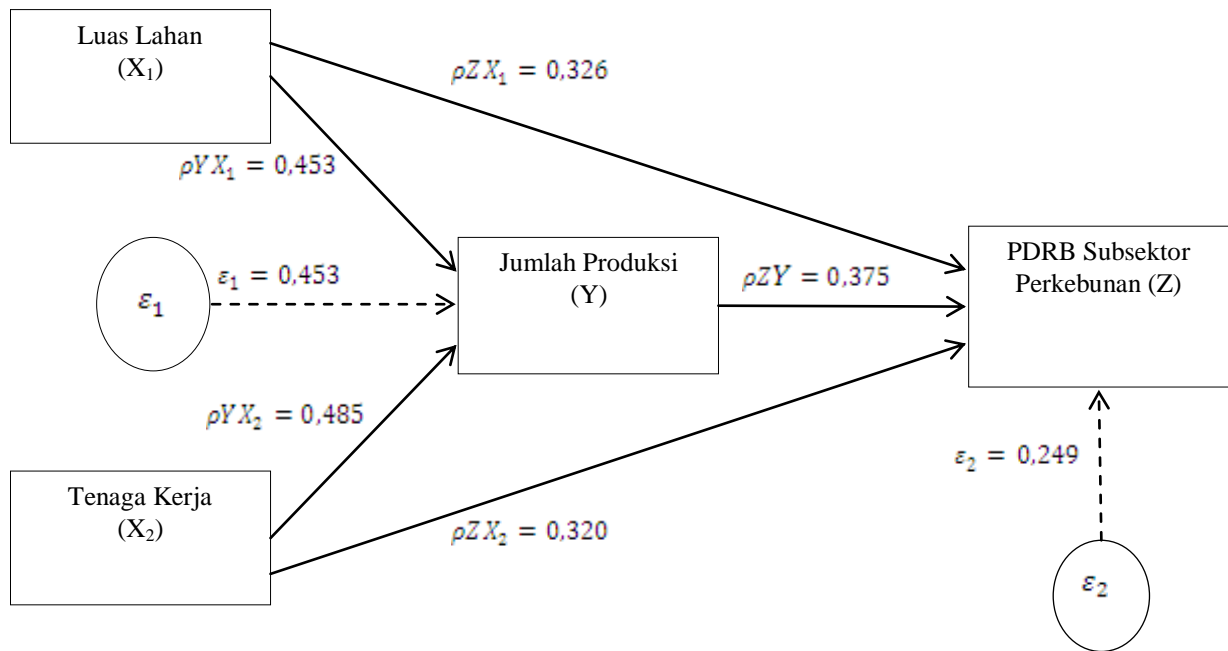 Luas Lahan
(X₁)
ρZX₁ = 0,326
ρYX₁ = 0,453
ε₁
ε₁ = 0,453
Jumlah Produksi
(Y)
ρZY = 0,375
PDRB Subsektor
Perkebunan (Z)
ρYX₂ = 0,485
ε₂ = 0,249
Tenaga Kerja
(X₂)
ρZX₂ = 0,320
ε₂